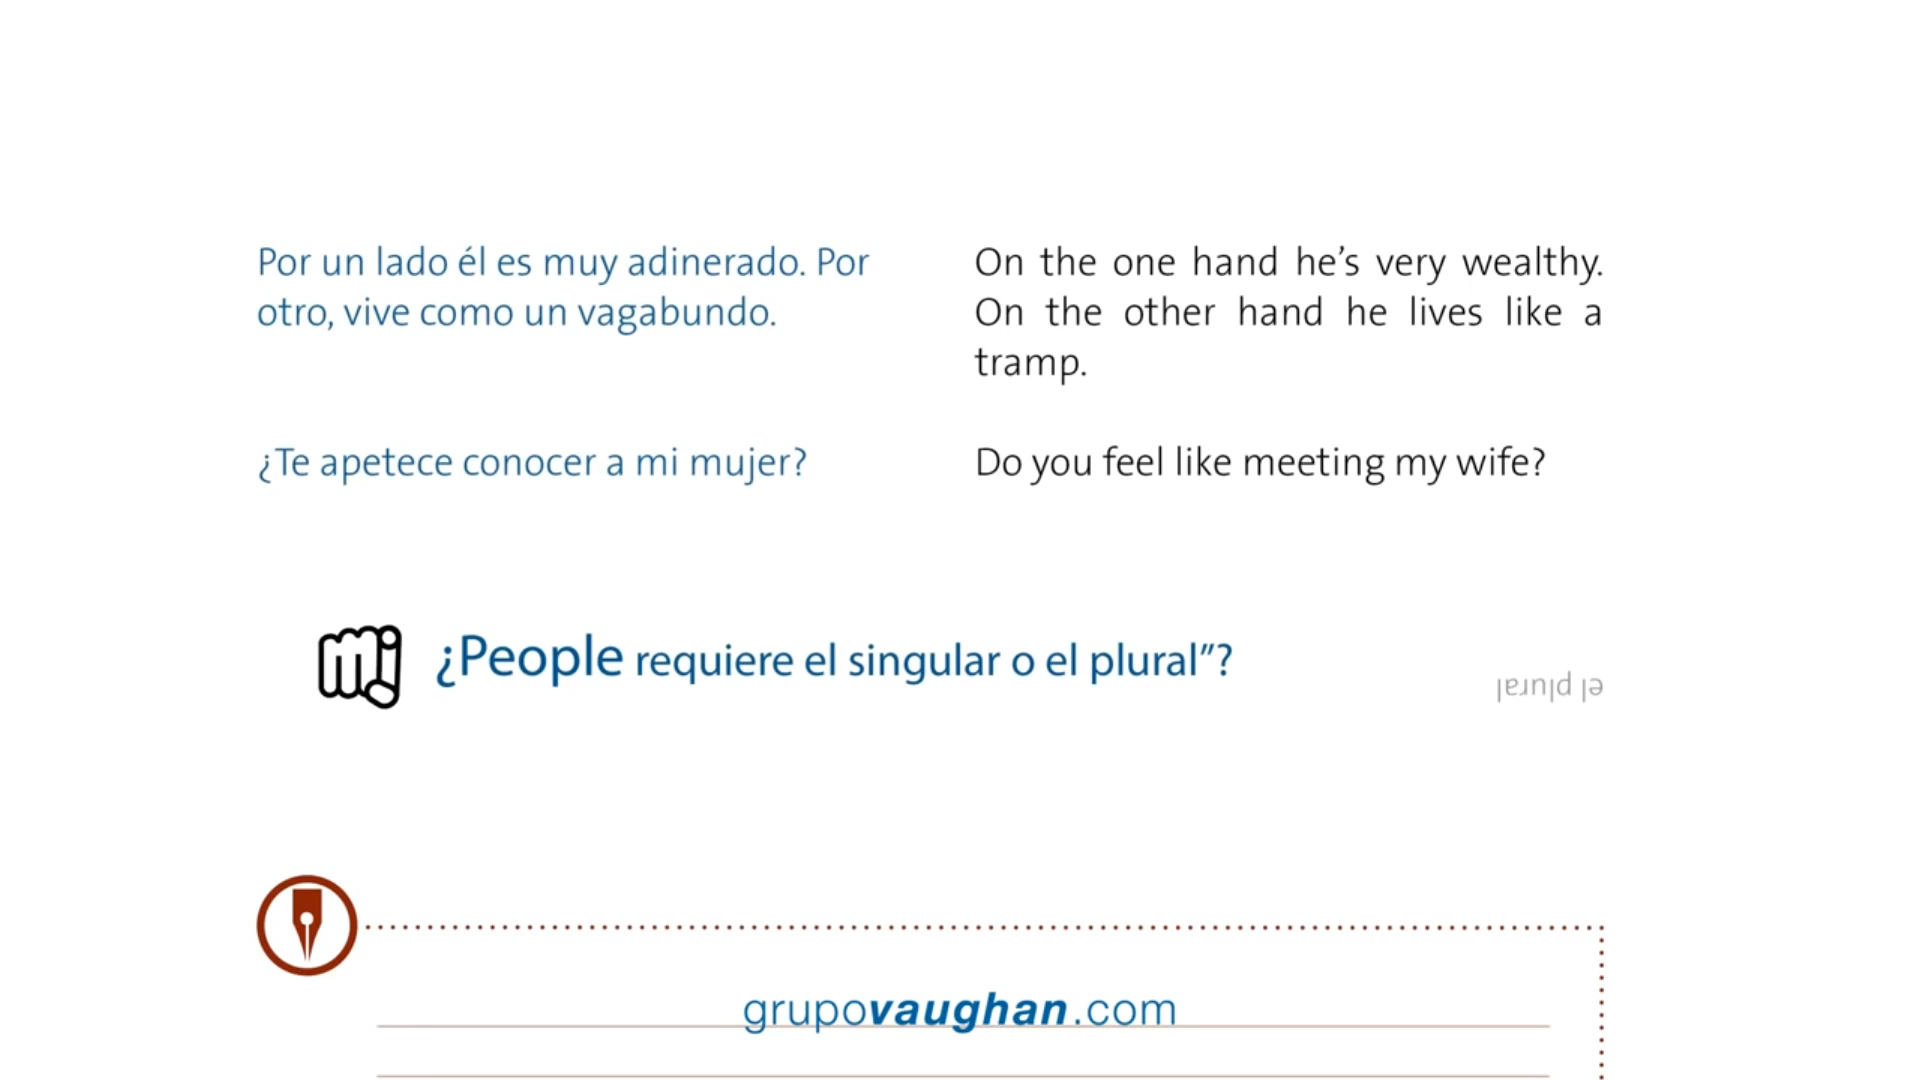 Por un lado él es muy adinerado. Por
otro, vive como un vagabundo.
On the one hand he’s very wealthy.
On the other hand he lives like a
tramp.
¿Te apetece conocer a mi mujer?
Do you feel like meeting my wife?
¿People requiere el singular o el plural”?
el plural
grupovaughan.com